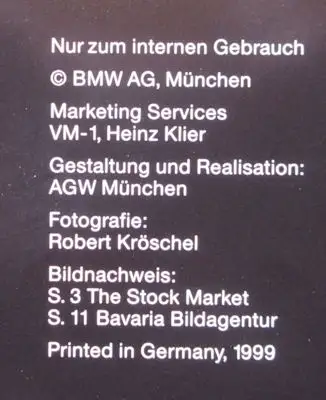 Nur zum internen Gebrauch
© BMW AG, München
Marketing Services
VM-1, Heinz Klier
Gestaltung und Realisation:
AGW München
Fotografie:
Robert Kröschel
Bildnachweis:
S. 3 The Stock Market
S. 11 Bavaria Bildagentur
Printed in Germany, 1999